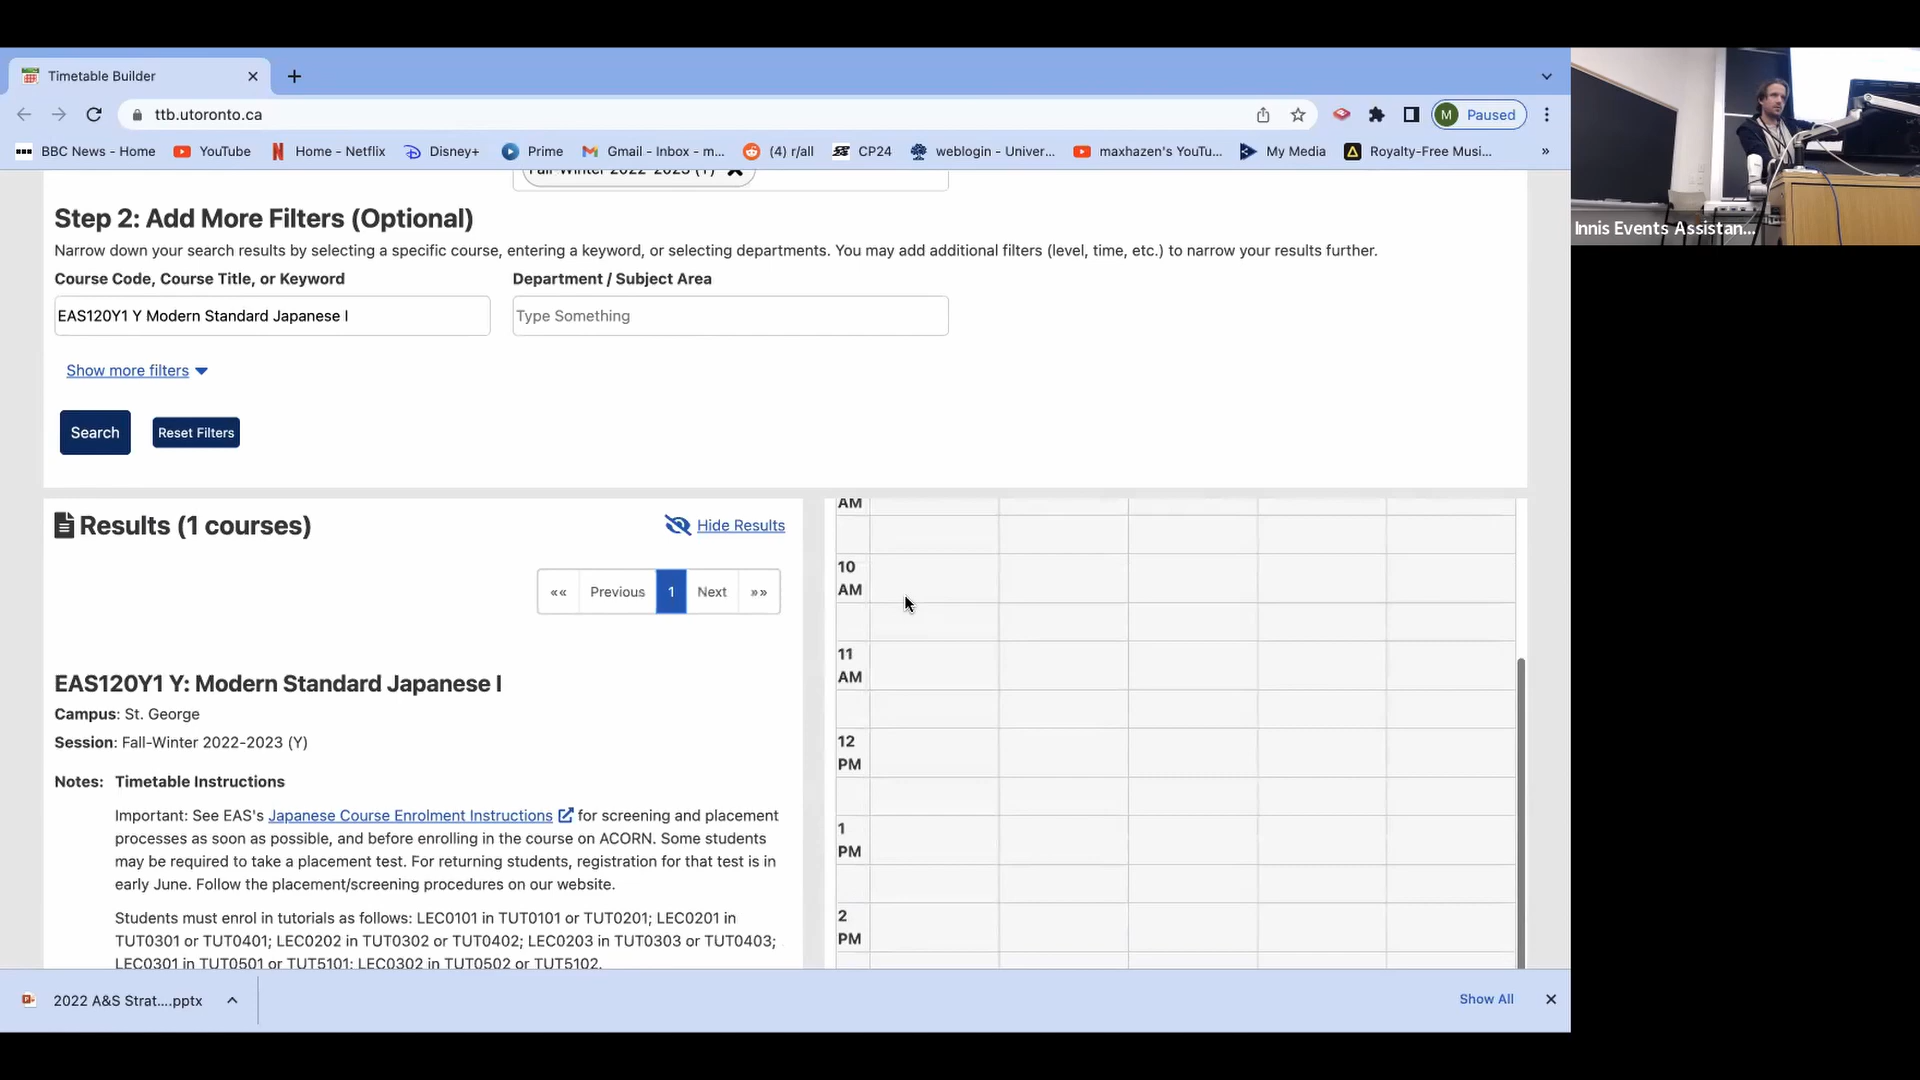 Timetable Builder
ttb.utoronto.ca
M Paused
BBC News - Home
YouTube
Home - Netflix
Disney+
Prime
Gmail - Inbox - m...
(4) r/all
CP24
weblogin - Univer...
maxhazen's YouTu...
My Media
Royalty-Free Musi...
»
Innis Events Assistan...
Fall-Winter 2022-2023 (Y)
Step 2: Add More Filters (Optional)
Narrow down your search results by selecting a specific course, entering a keyword, or selecting departments. You may add additional filters (level, time, etc.) to narrow your results further.
Course Code, Course Title, or Keyword
Department / Subject Area
EAS120Y1 Y Modern Standard Japanese I
Type Something
Show more filters
Search
Reset Filters
Results (1 courses)
Hide Results
«« Previous 1 Next »»
EAS120Y1 Y: Modern Standard Japanese I
Campus: St. George
Session: Fall-Winter 2022-2023 (Y)
Notes: Timetable Instructions
Important: See EAS's Japanese Course Enrolment Instructions for screening and placement
processes as soon as possible, and before enrolling in the course on ACORN. Some students
may be required to take a placement test. For returning students, registration for that test is in
early June. Follow the placement/screening procedures on our website.
Students must enrol in tutorials as follows: LEC0101 in TUT0101 or TUT0201; LEC0201 in
TUT0301 or TUT0401; LEC0202 in TUT0302 or TUT0402; LEC0203 in TUT0303 or TUT0403;
LEC0301 in TUT0501 or TUT5101; LEC0302 in TUT0502 or TUT5102.
AM
10
AM
11
AM
12
PM
1
PM
2
PM
2022 A&S Strat....pptx
Show All